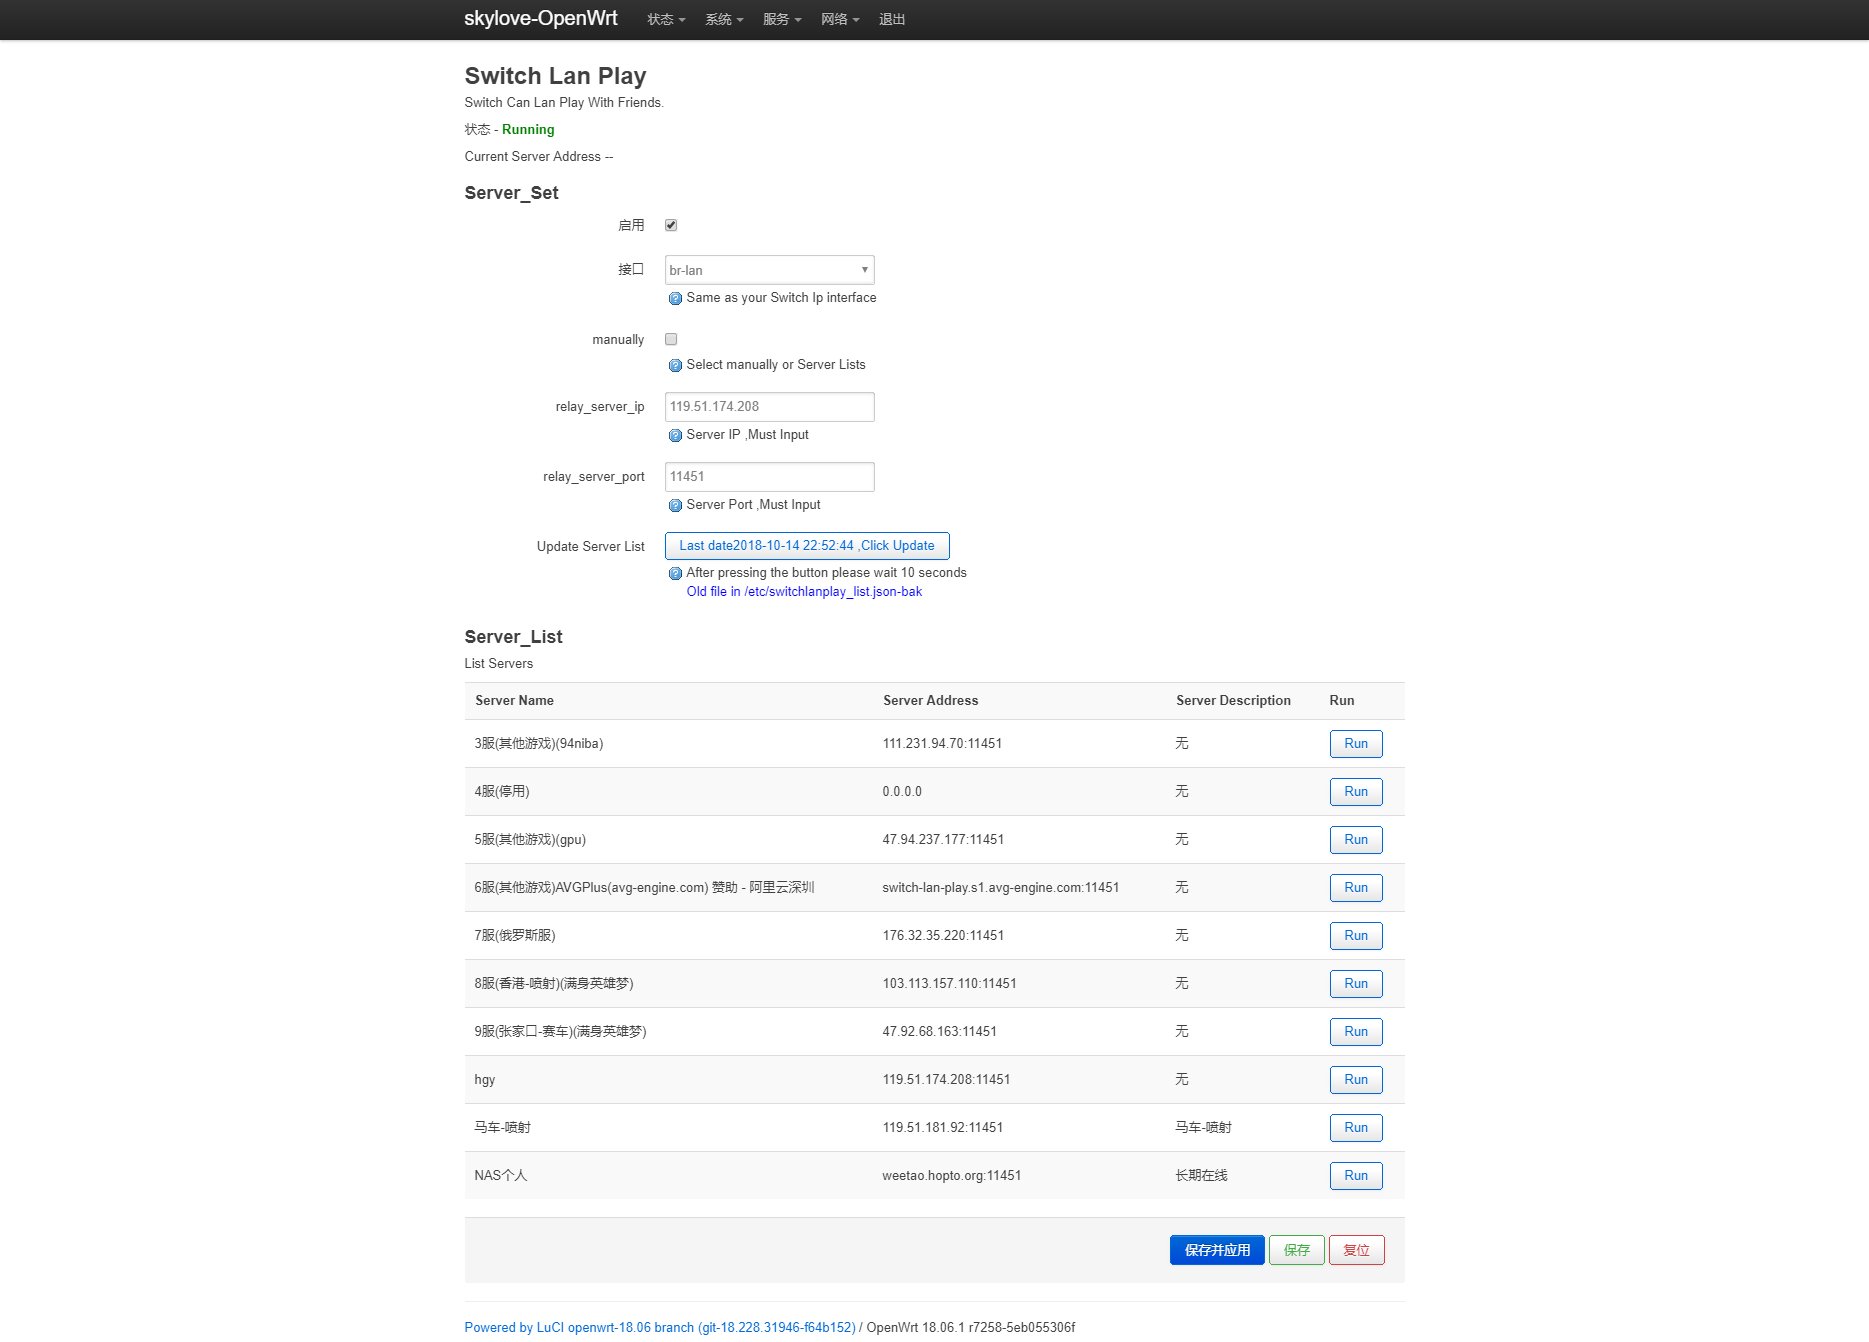 skylove-OpenWrt 状态 系统 服务 网络 退出
Switch Lan Play
Switch Can Lan Play With Friends.
状态 - Running
Current Server Address --
Server_Set
启用
接口 br-lan
Same as your Switch Ip interface
manually
Select manually or Server Lists
relay_server_ip 119.51.174.208
Server IP ,Must Input
relay_server_port 11451
Server Port ,Must Input
Update Server List Last date2018-10-14 22:52:44 ,Click Update
After pressing the button please wait 10 seconds
Old file in /etc/switchlanplay_list.json-bak
Server_List
List Servers
Server Name Server Address Server Description Run
3服(其他游戏)(94niba) 111.231.94.70:11451 无 Run
4服(停用) 0.0.0.0 无 Run
5服(其他游戏)(gpu) 47.94.237.177:11451 无 Run
6服(其他游戏)AVGPlus(avg-engine.com) 赞助 - 阿里云深圳 switch-lan-play.s1.avg-engine.com:11451 无 Run
7服(俄罗斯服) 176.32.35.220:11451 无 Run
8服(香港-喷射)(满身英雄梦) 103.113.157.110:11451 无 Run
9服(张家口-赛车)(满身英雄梦) 47.92.68.163:11451 无 Run
hgy 119.51.174.208:11451 无 Run
马车-喷射 119.51.181.92:11451 马车-喷射 Run
NAS个人 weetao.hopto.org:11451 长期在线 Run
保存并应用 保存 复位
Powered by LuCI openwrt-18.06 branch (git-18.228.31946-f64b152) / OpenWrt 18.06.1 r7258-5eb055306f